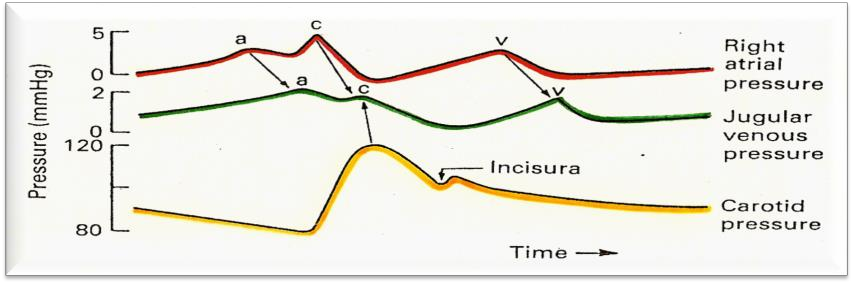 Pressure (mmHg)
5
0
a
c
v
Right
atrial
pressure
2
0
a
c
v
Jugular
venous
pressure
120
80
Incisura
Carotid
pressure
Time